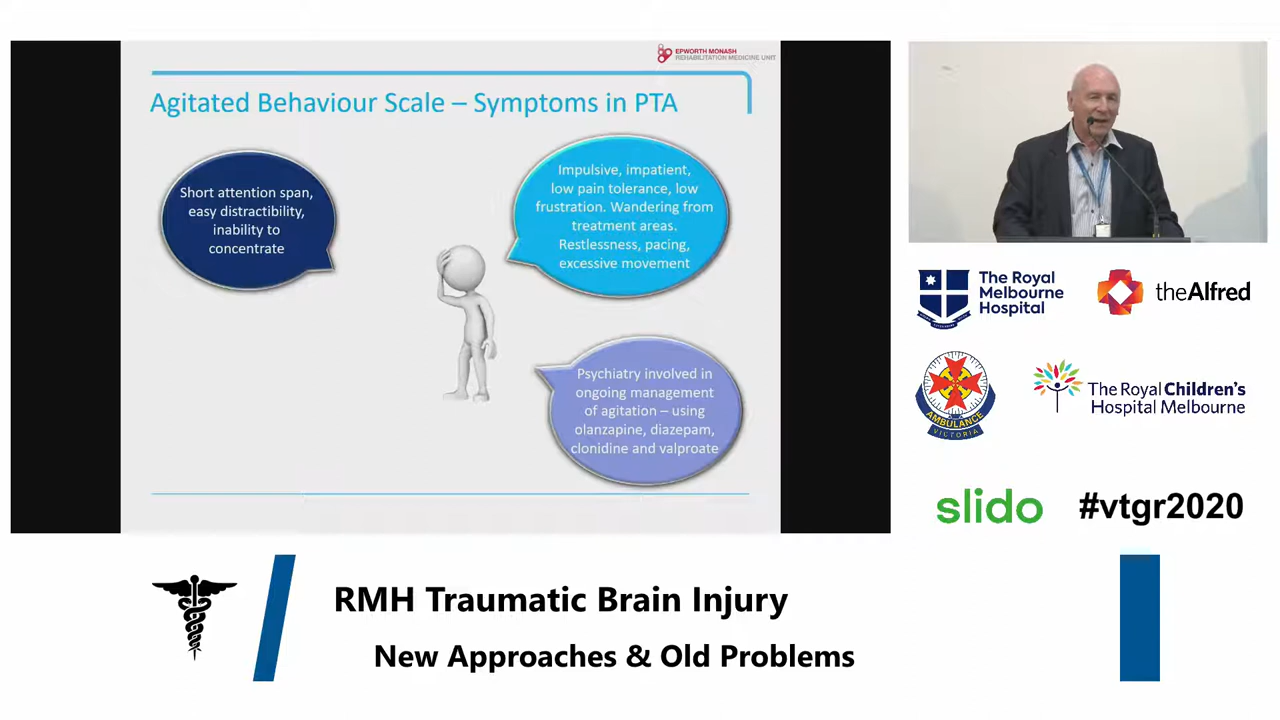 EPWORTH MONASH
REHABILITATION MEDICINE UNIT
Agitated Behaviour Scale – Symptoms in PTA
Short attention span,
easy distractibility,
inability to
concentrate
Impulsive, impatient,
low pain tolerance, low
frustration. Wandering from
treatment areas.
Restlessness, pacing,
excessive movement
Psychiatry involved in
ongoing management
of agitation – using
olanzapine, diazepam,
clonidine and valproate
The Royal
Melbourne
Hospital
theAlfred
AMBULANCE
VICTORIA
The Royal Children's
Hospital Melbourne
slido
#vtgr2020
RMH Traumatic Brain Injury
New Approaches & Old Problems